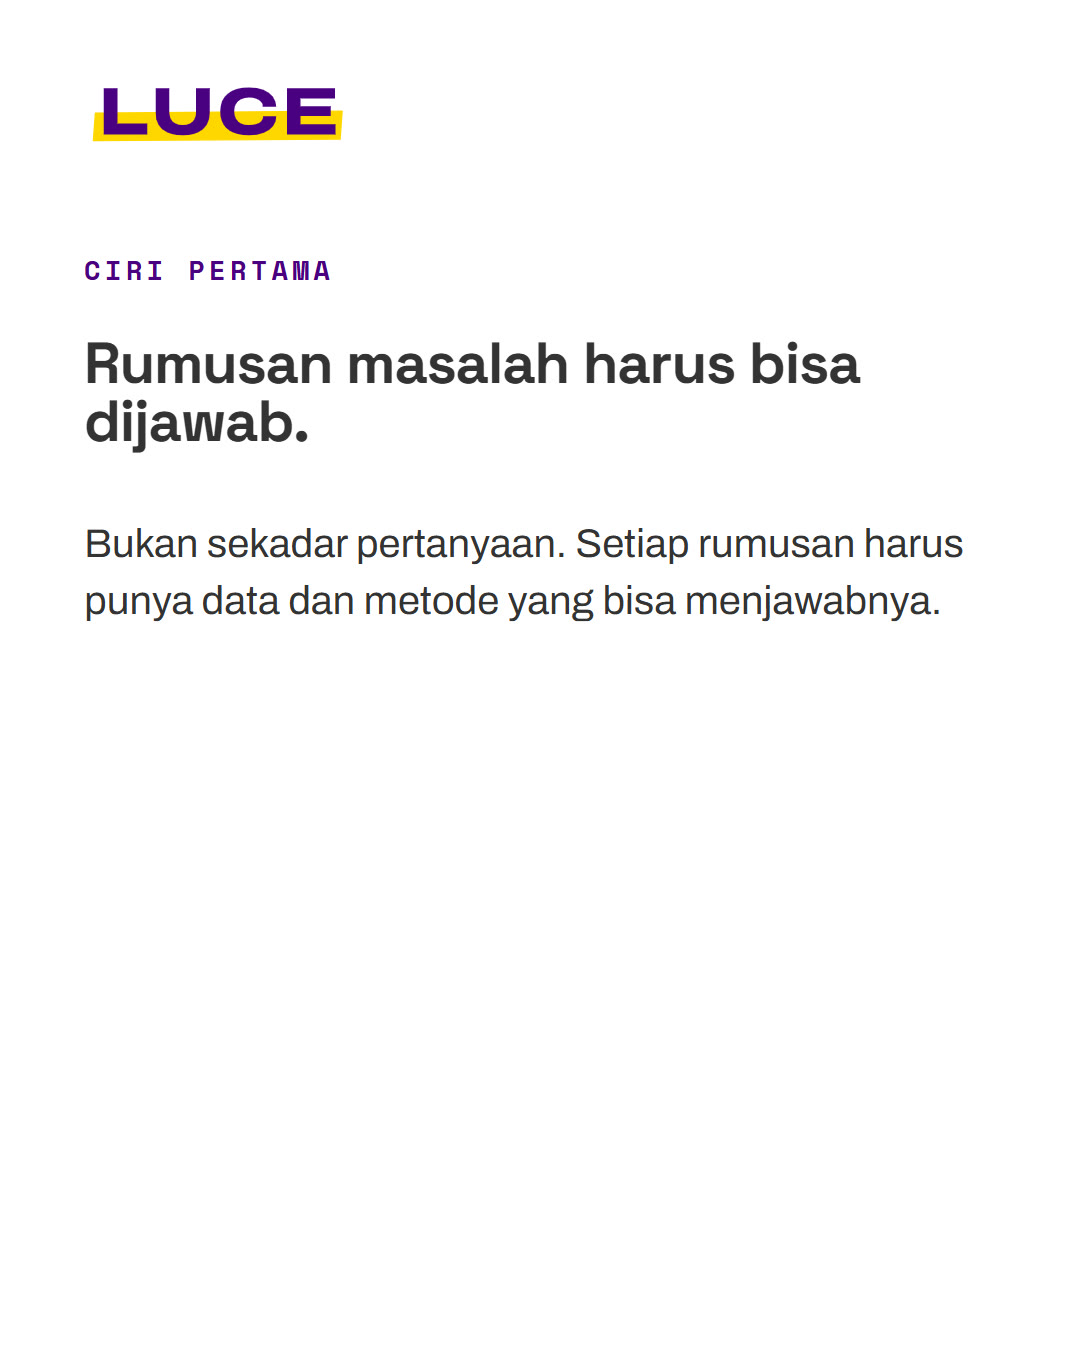 LUCE
CIRI PERTAMA
Rumusan masalah harus bisa
dijawab.
Bukan sekadar pertanyaan. Setiap rumusan harus
punya data dan metode yang bisa menjawabnya.